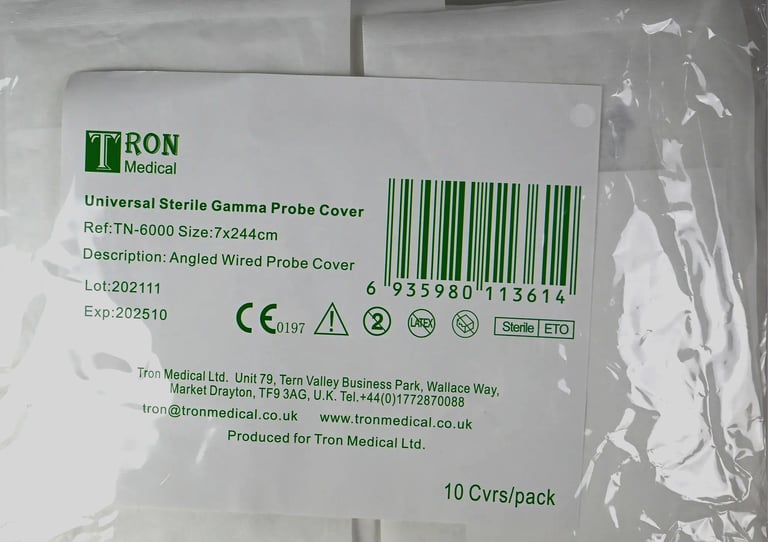 TRON
Medical
Universal Sterile Gamma Probe Cover
Ref:TN-6000 Size:7x244cm
Description: Angled Wired Probe Cover
Lot:202111
Exp:202510
6 935980 113614
CE 0197
2
LATEX
Sterile ETO
Tron Medical Ltd. Unit 79, Tern Valley Business Park, Wallace Way,
Market Drayton, TF9 3AG, U.K. Tel.+44(0)1772870088
tron@tronmedical.co.uk www.tronmedical.co.uk
Produced for Tron Medical Ltd.
10 Cvrs/pack